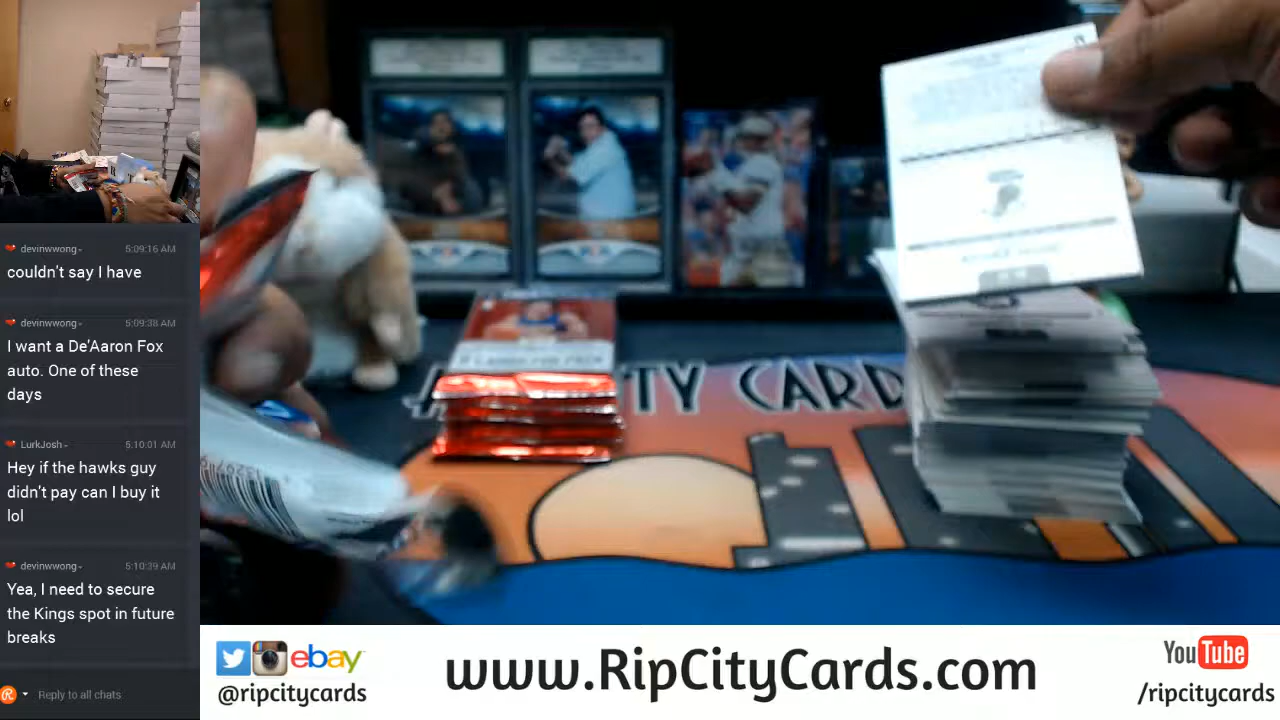 devinwwong
5:09:16 AM
couldn't say I have
devinwwong
5:09:38 AM
I want a De'Aaron Fox
auto. One of these
days
LurkJosh
5:10:01 AM
Hey if the hawks guy
didn't pay can I buy it
lol
devinwwong
5:10:39 AM
Yea, I need to secure
the Kings spot in future
breaks
Reply to all chats
TY CARD
ebay
@ripcitycards
www.RipCityCards.com
YouTube
/ripcitycards